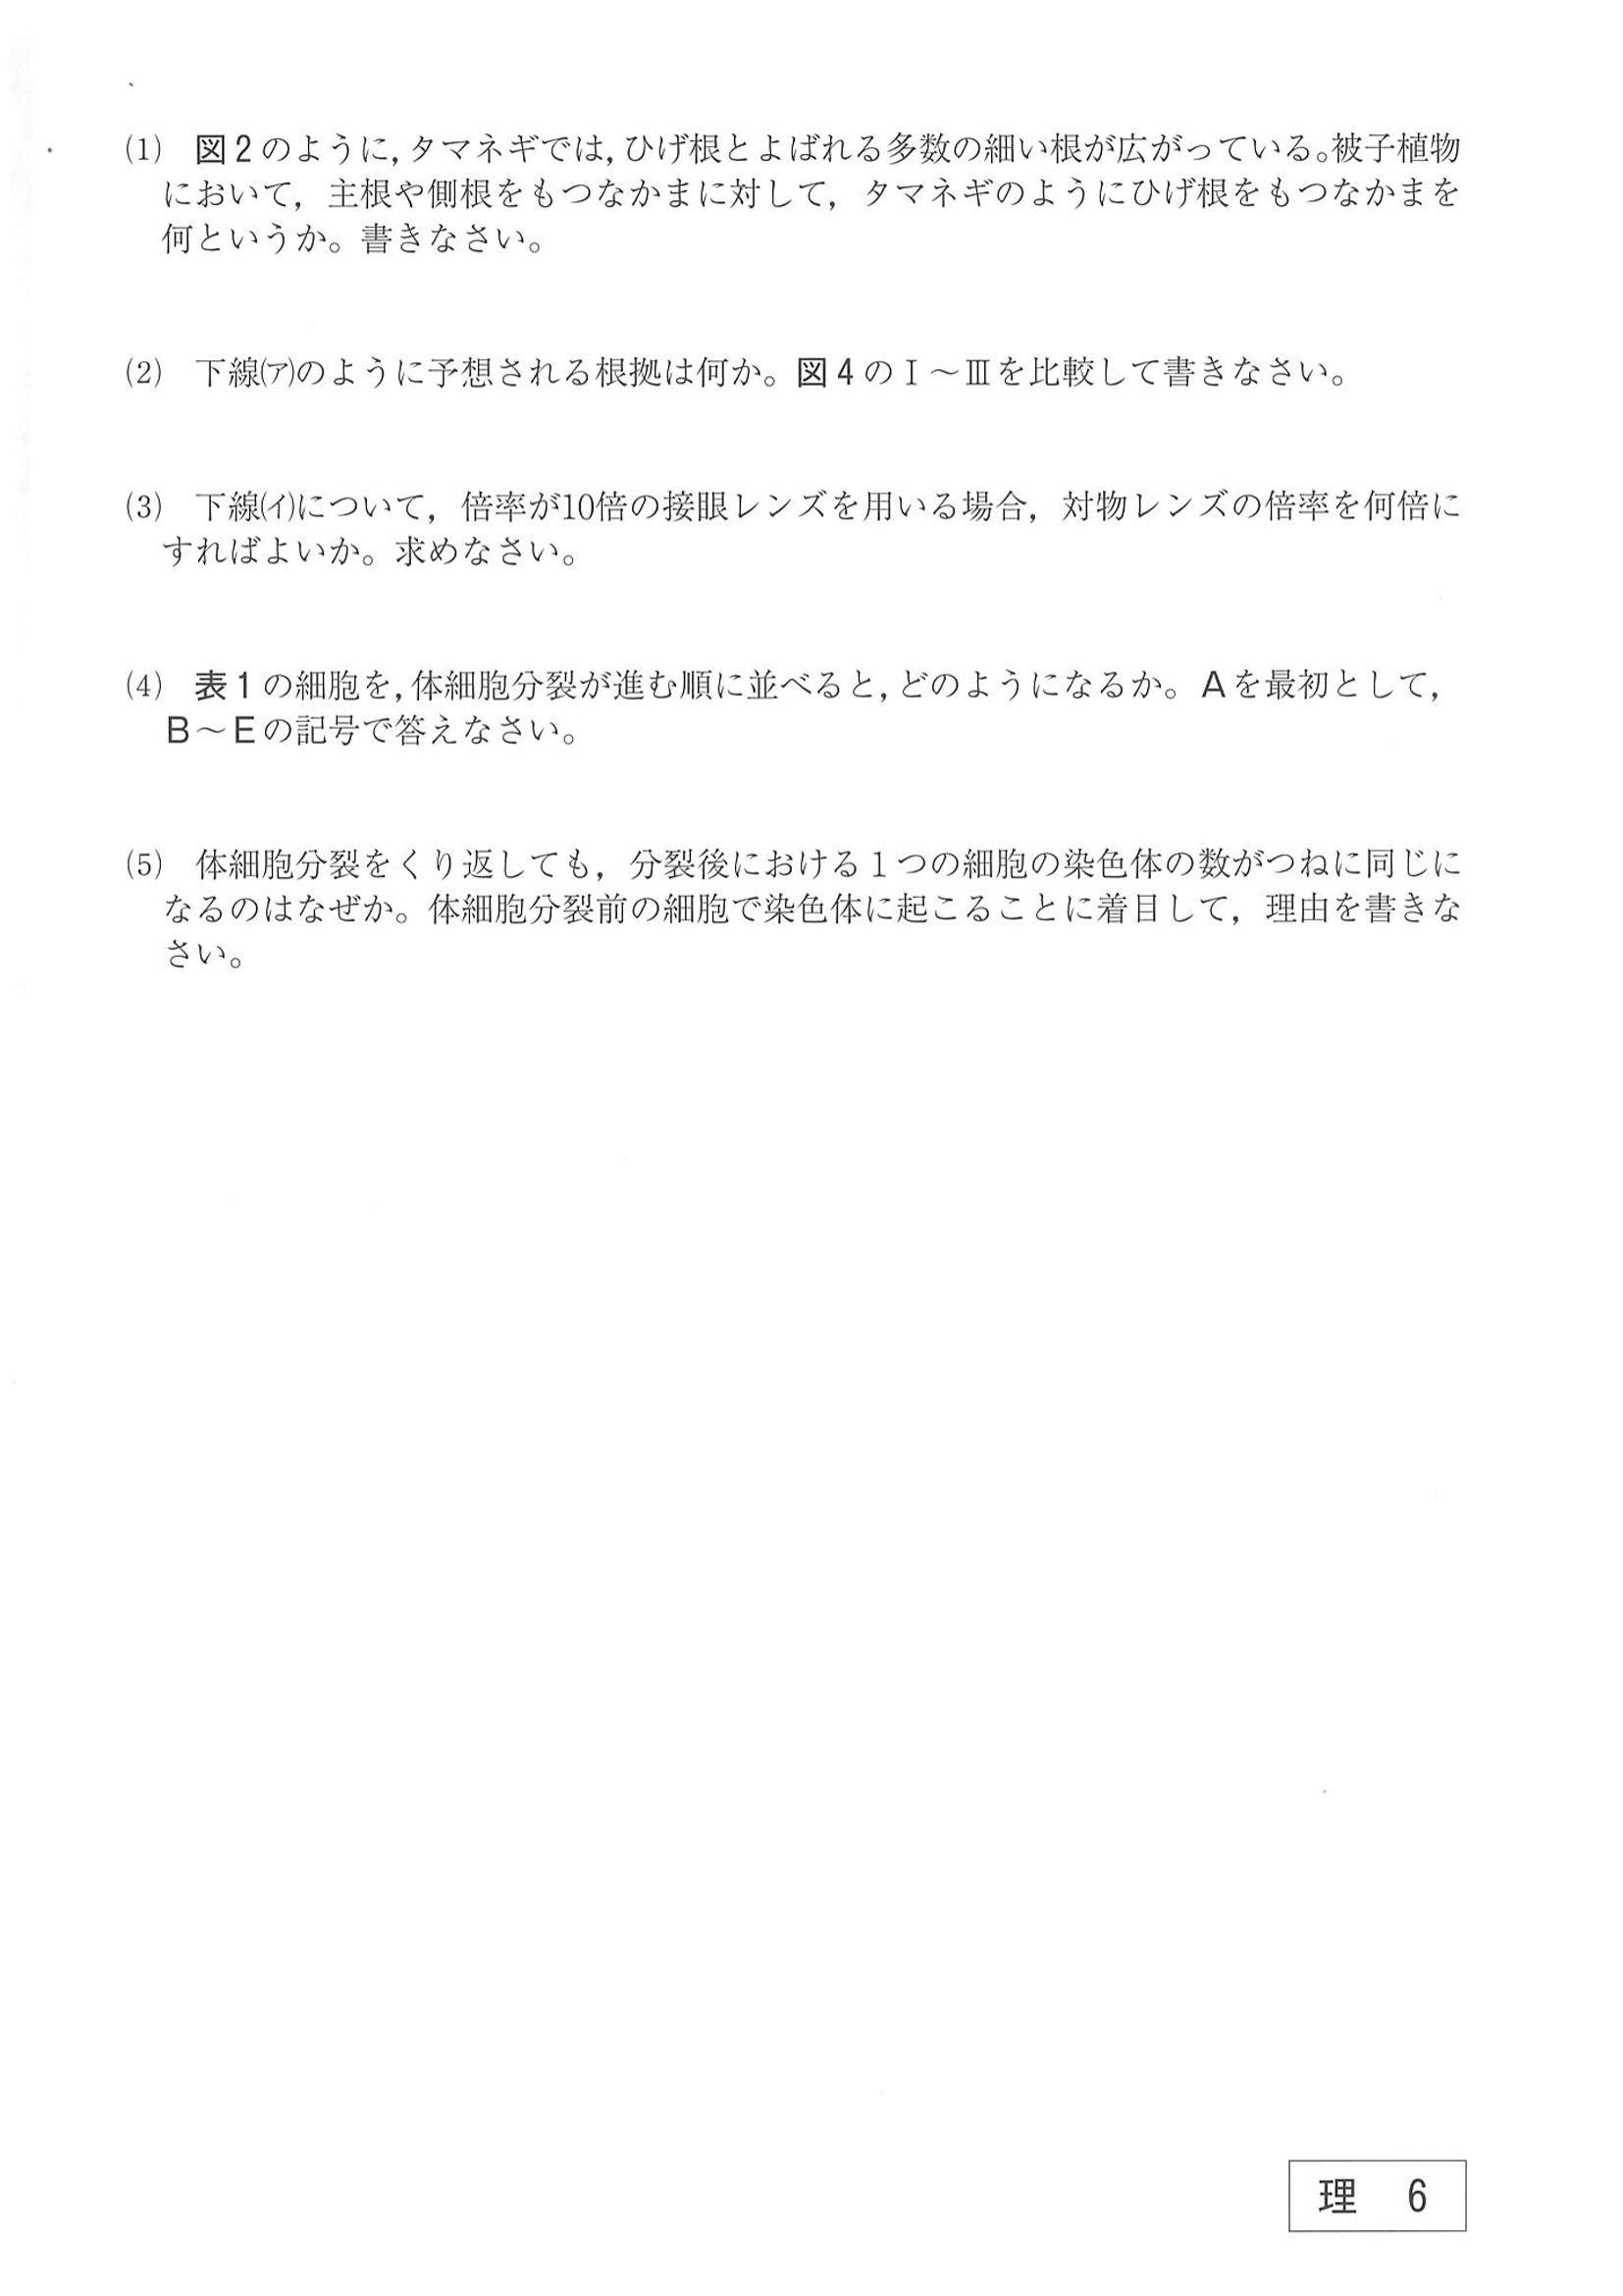 (1) 図2のように，タマネギでは，ひげ根とよばれる多数の細い根が広がっている。被子植物
において，主根や側根をもつなかまに対して，タマネギのようにひげ根をもつなかまを
何というか。書きなさい。
(2) 下線(ア)のように予想される根拠は何か。図4のⅠ～Ⅲを比較して書きなさい。
(3) 下線(イ)について，倍率が10倍の接眼レンズを用いる場合，対物レンズの倍率を何倍に
すればよいか。求めなさい。
(4) 表1の細胞を，体細胞分裂が進む順に並べると，どのようになるか。Aを最初として，
B～Eの記号で答えなさい。
(5) 体細胞分裂をくり返しても，分裂後における1つの細胞の染色体の数がつねに同じに
なるのはなぜか。体細胞分裂前の細胞で染色体に起こることに着目して，理由を書きな
さい。
理 6